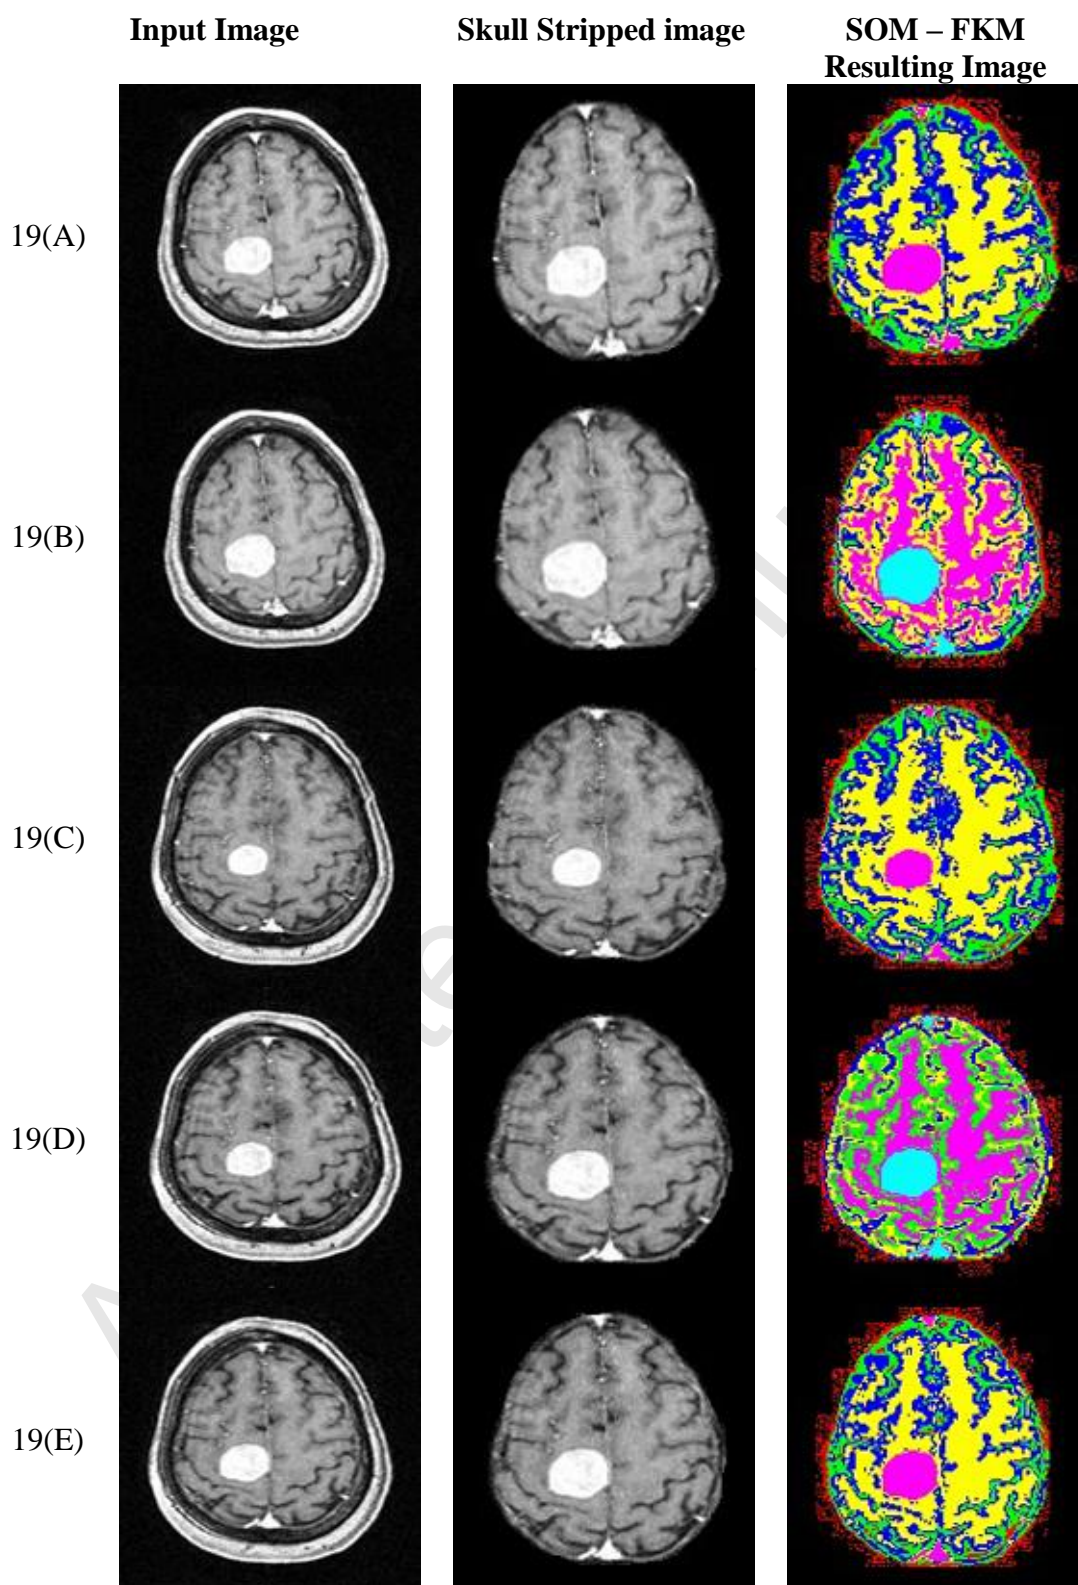 Input Image
Skull Stripped image
SOM – FKM
Resulting Image
19(A)
19(B)
19(C)
19(D)
19(E)